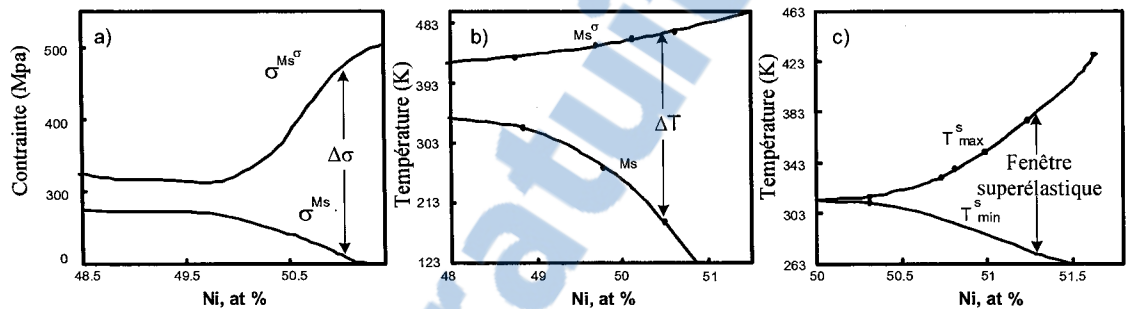 a)
Contrainte (Mpa)
500
400
300
200
0
σ^Ms^σ
Δσ
σ^Ms
48.5
49.5
50.5
Ni, at %
b)
Température (K)
483
393
303
213
123
Ms^σ
ΔT
Ms
48
49
50
51
Ni, at %
c)
Température (K)
463
423
383
343
303
263
T^s_max
Fenêtre
superélastique
T^s_min
50
50.5
51
51.5
Ni, at %